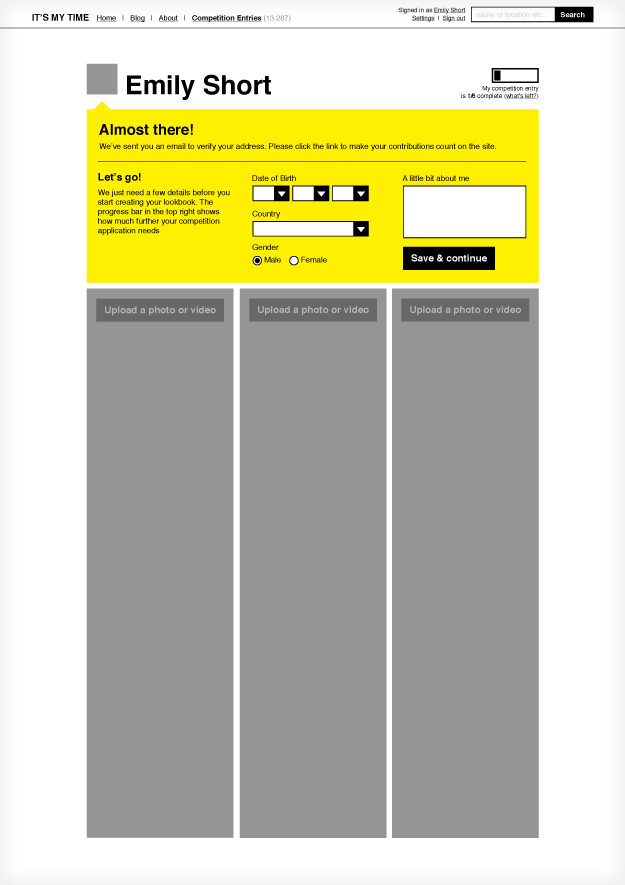 IT'S MY TIME Home | Blog | About | Competition Entries (13,287)
Signed in as Emily Short
Settings | Sign out
name or location etc...
Search
Emily Short
My competition entry
is 1/6 complete (what's left?)
Almost there!
We've sent you an email to verify your address. Please click the link to make your contributions count on the site.
Let's go!
We just need a few details before you
start creating your lookbook. The
progress bar in the top right shows
how much further your competition
application needs
Date of Birth
Country
Gender
Male Female
A little bit about me
Save & continue
Upload a photo or video
Upload a photo or video
Upload a photo or video